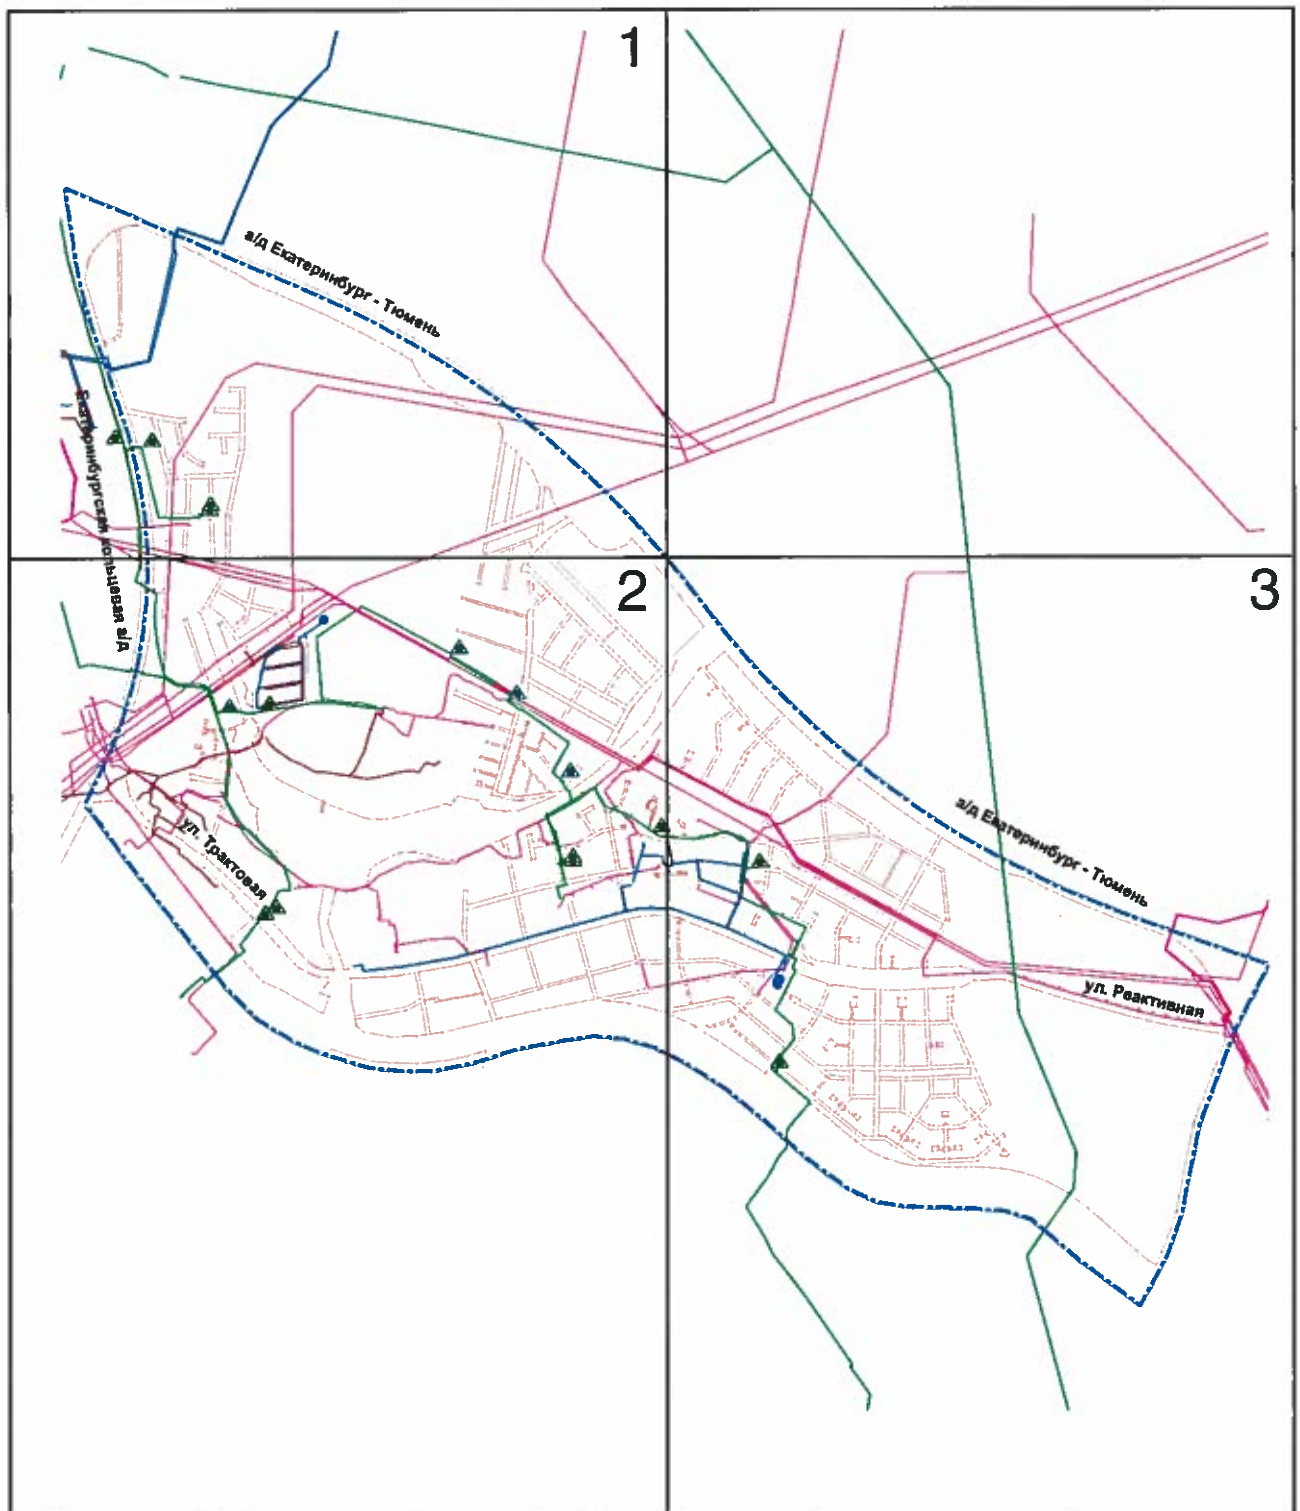 1
а/д Екатеринбург - Тюмень
Екатеринбургская кольцевая а/д
2
3
ул. Трактовая
а/д Екатеринбург - Тюмень
ул. Реактивная